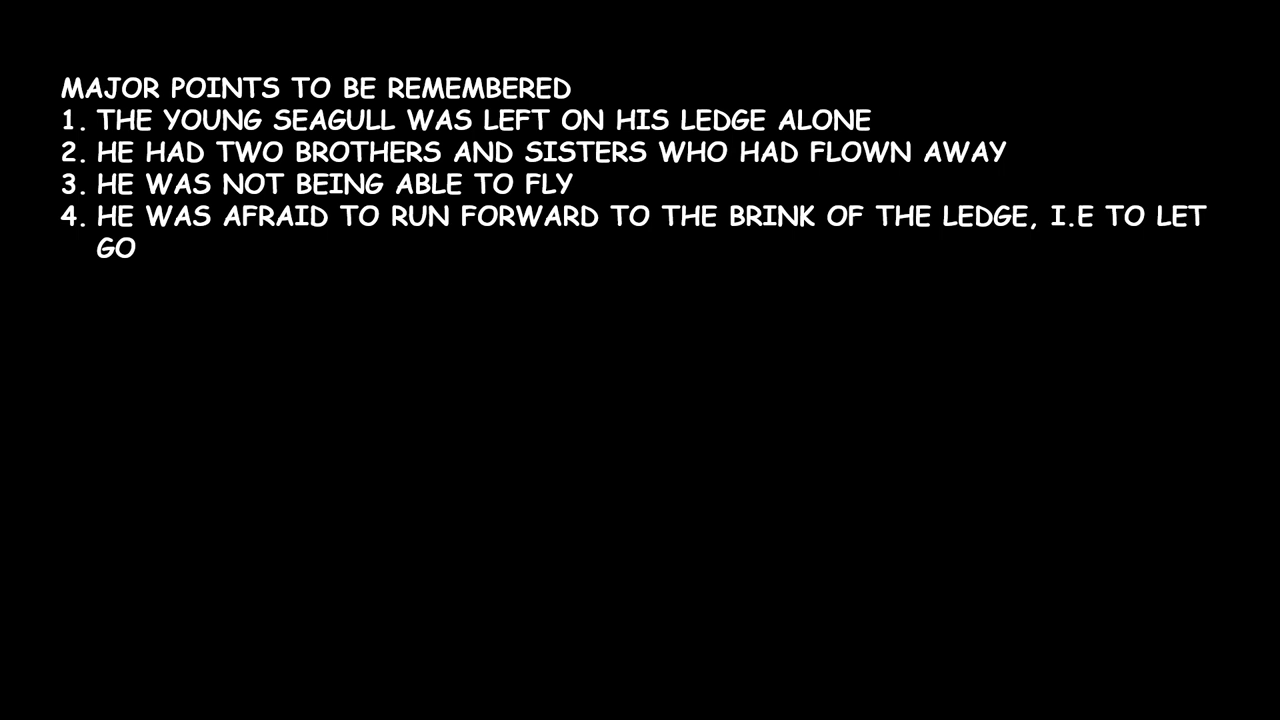 MAJOR POINTS TO BE REMEMBERED
1. THE YOUNG SEAGULL WAS LEFT ON HIS LEDGE ALONE
2. HE HAD TWO BROTHERS AND SISTERS WHO HAD FLOWN AWAY
3. HE WAS NOT BEING ABLE TO FLY
4. HE WAS AFRAID TO RUN FORWARD TO THE BRINK OF THE LEDGE, I.E TO LET
GO